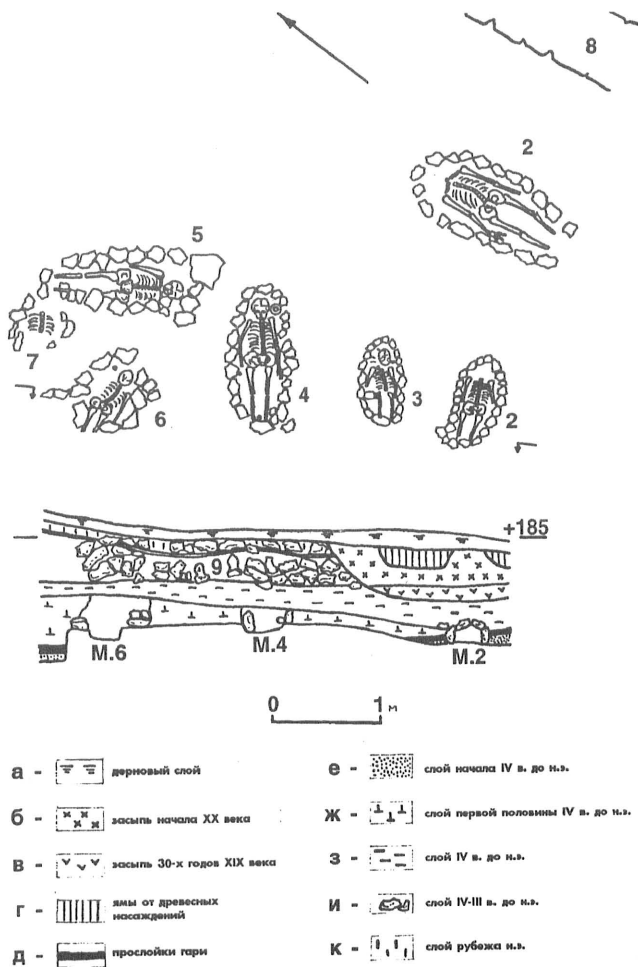 8
2
5
7
6
4
3
2
9
+185
М.6
М.4
М.2
0
1 м
а - дерновый слой
б - засыпь начала XX века
в - засыпь 30-х годов XIX века
г - ямы от древесных
насаждений
д - прослойки гари
е - слой начала IV в. до н.э.
ж - слой первой половины IV в. до н.э.
з - слой IV в. до н.э.
и - слой IV-III в. до н.э.
к - слой рубежа н.э.